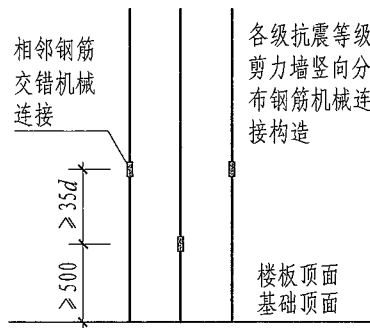 相邻钢筋
交错机械
连接
各级抗震等级
剪力墙竖向分
布钢筋机械连
接构造
≥35d
≥500
楼板顶面
基础顶面